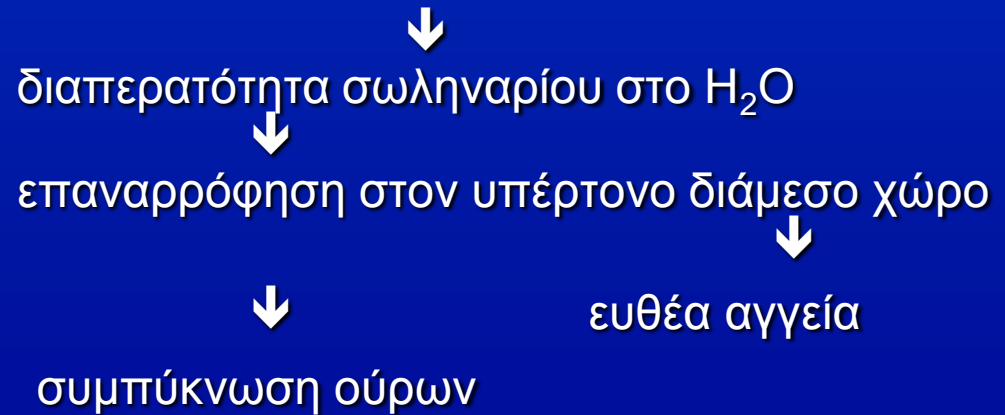 🡻
διαπερατότητα σωληναρίου στο H₂O
🡻
επαναρρόφηση στον υπέρτονο διάμεσο χώρο
🡻
🡻 ευθέα αγγεία
συμπύκνωση ούρων